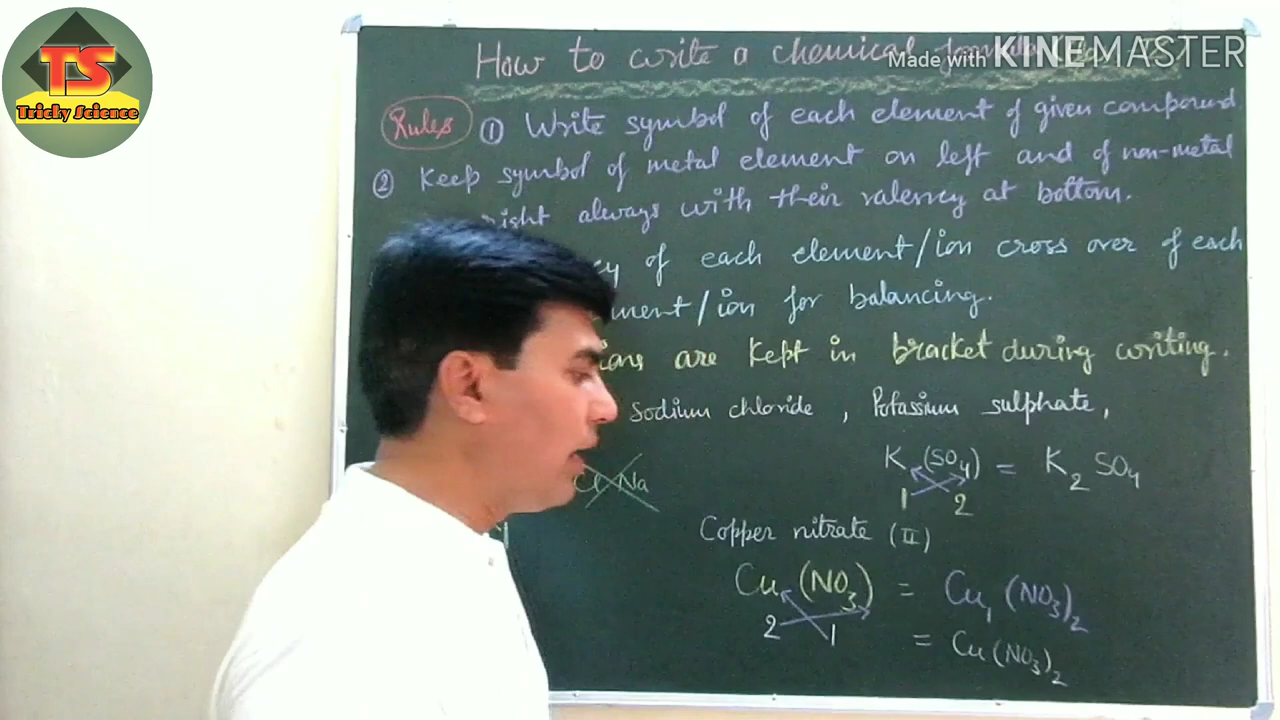 TS
Tricky Science
Made with KINEMASTER
How to write a chemical formula
Rules ① Write symbol of each element of given compound
② Keep symbol of metal element on left and of non-metal
right always with their valency at bottom.
of each element/ion cross over of each
/ion for balancing.
are kept in bracket during writing.
Sodium chloride, Potassium sulphate,
K (SO4) = K2 SO4
1 2
Cl Na
Copper nitrate (II)
Cu (NO3) = Cu1 (NO3)2
2 1
= Cu (NO3)2